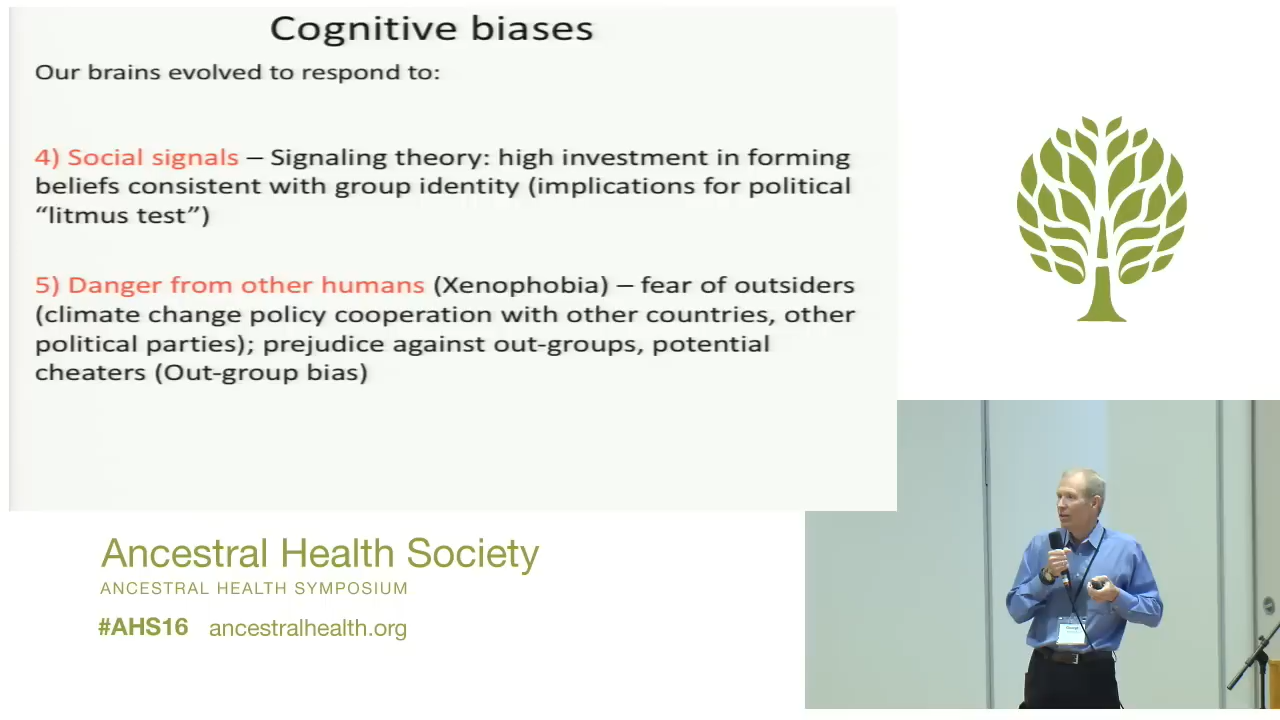 Cognitive biases
Our brains evolved to respond to:
4) Social signals – Signaling theory: high investment in forming
beliefs consistent with group identity (implications for political
“litmus test”)
5) Danger from other humans (Xenophobia) – fear of outsiders
(climate change policy cooperation with other countries, other
political parties); prejudice against out-groups, potential
cheaters (Out-group bias)
Ancestral Health Society
ANCESTRAL HEALTH SYMPOSIUM
#AHS16 ancestralhealth.org